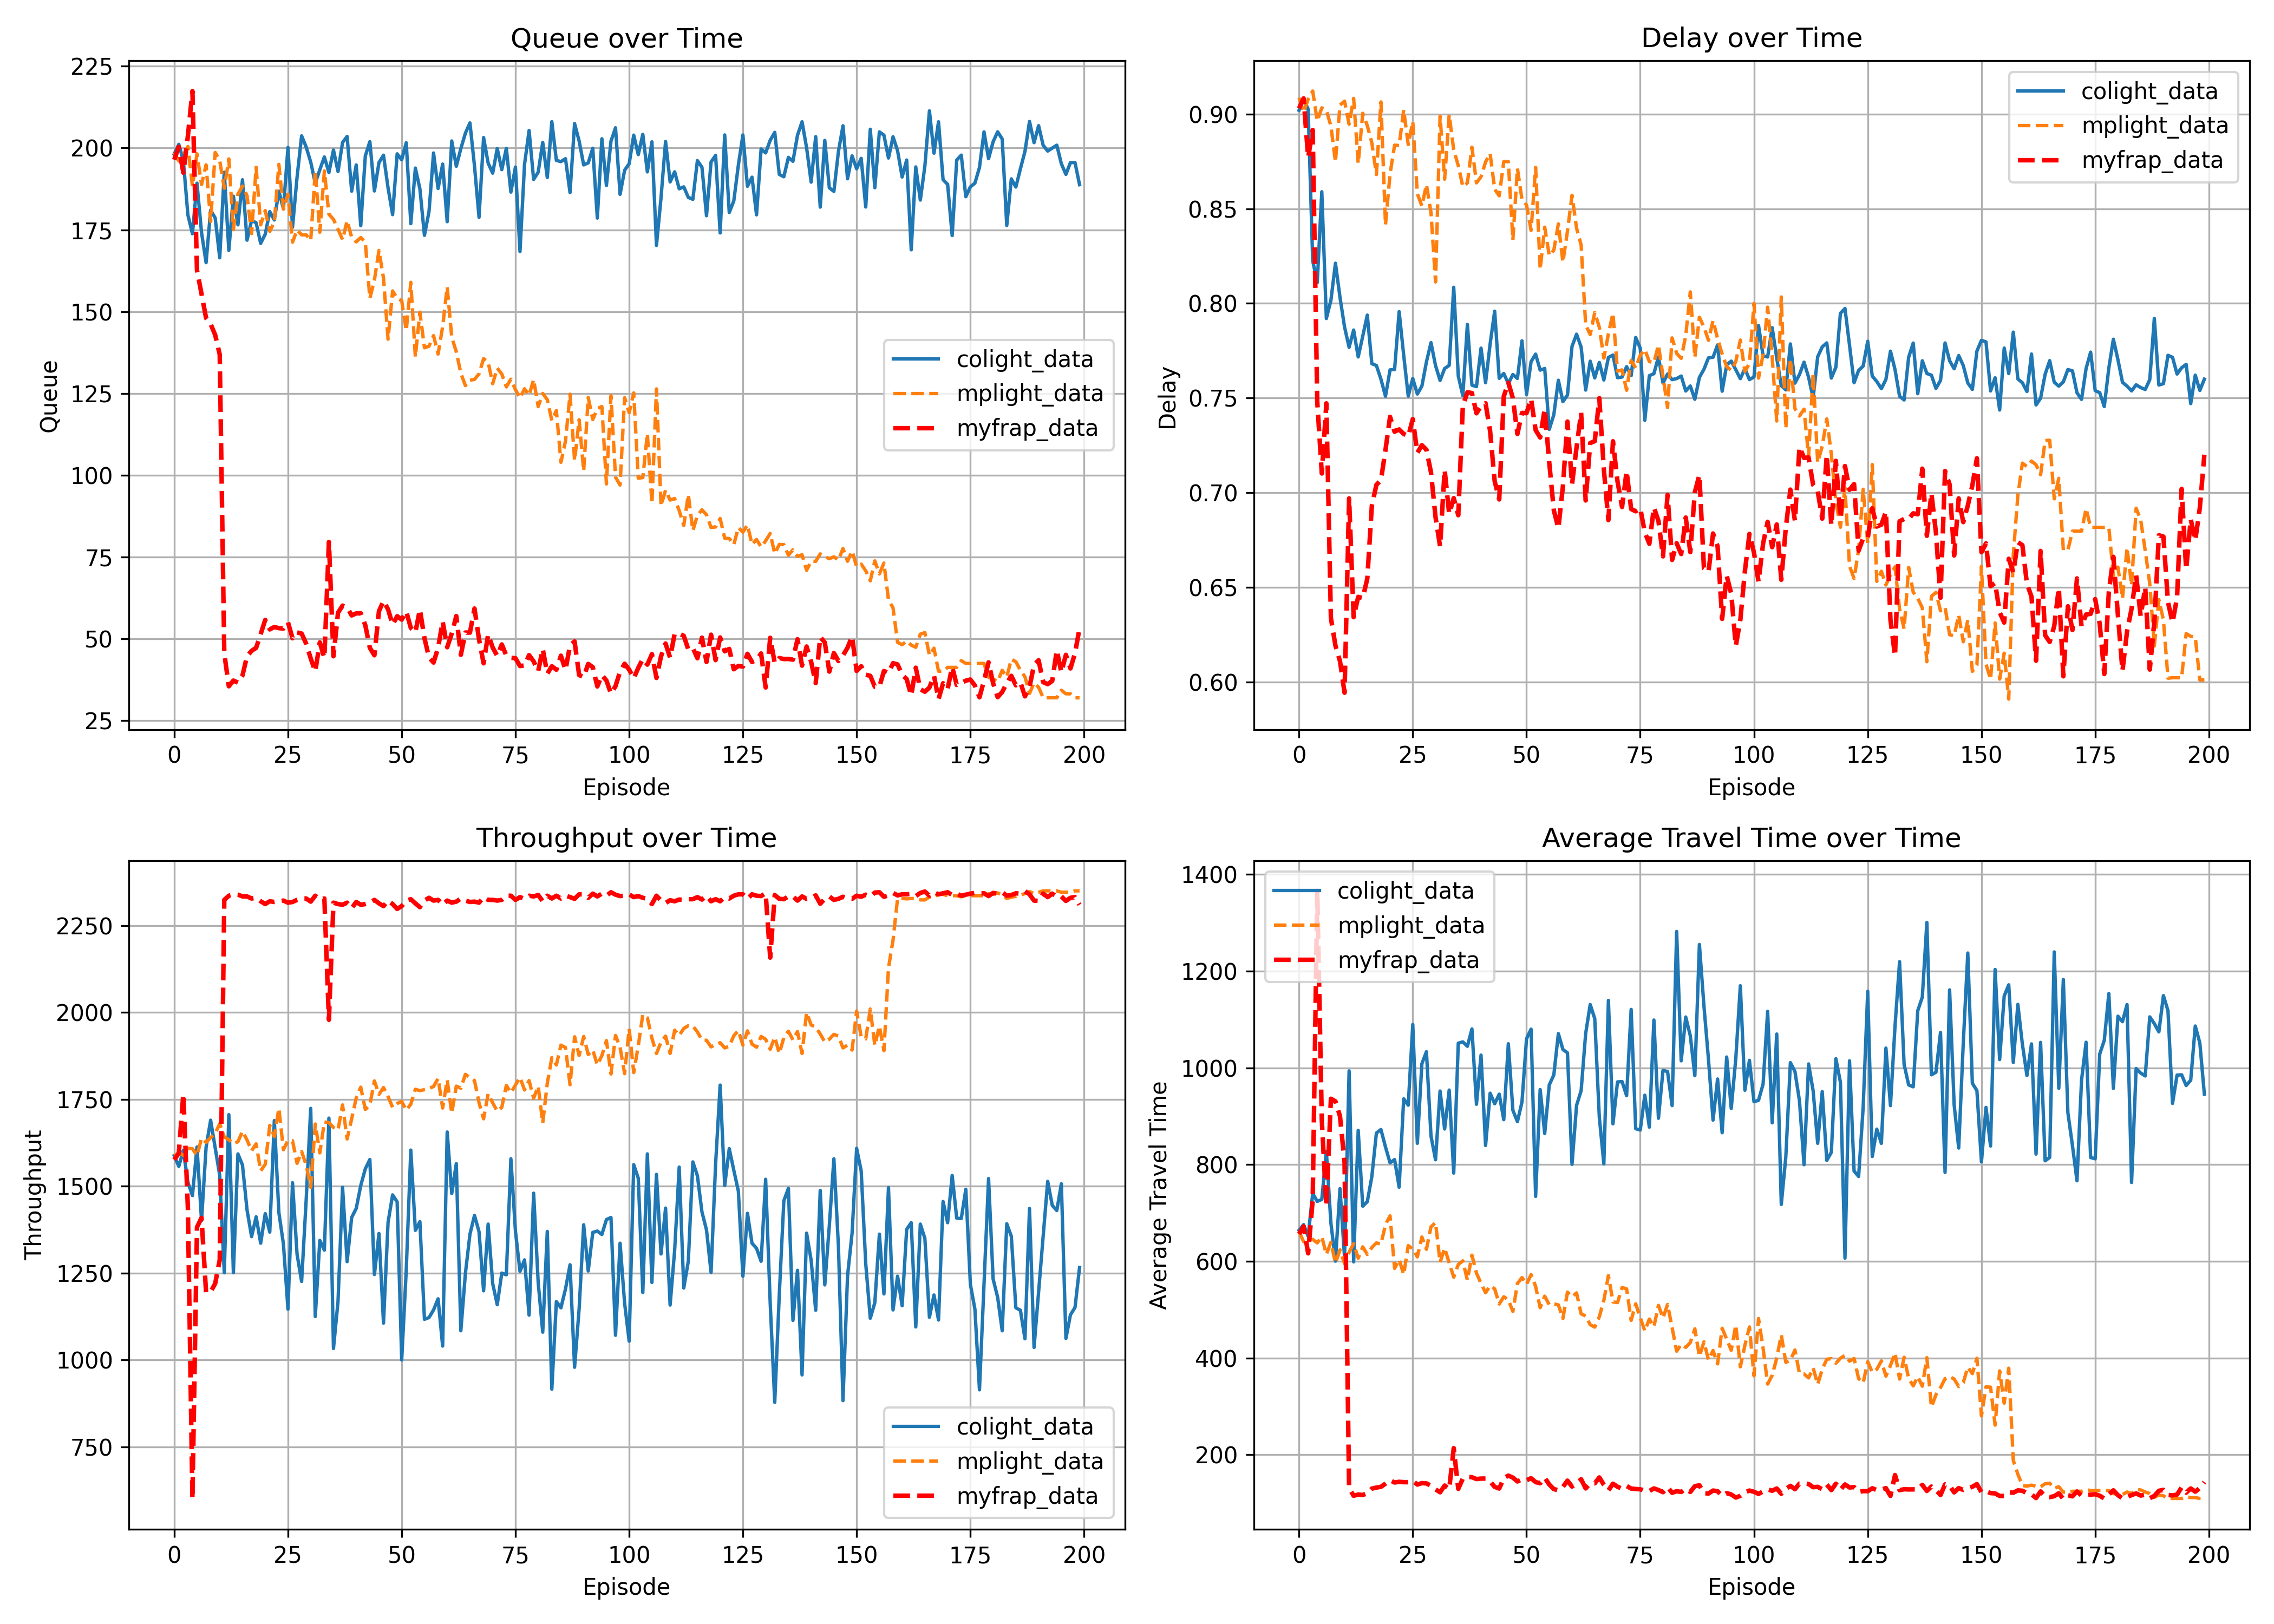 Queue over Time
225
200
175
150
125
100
75
50
25
Queue
0 25 50 75 100 125 150 175 200
Episode
colight_data
mplight_data
myfrap_data
Delay over Time
0.90
0.85
0.80
0.75
0.70
0.65
0.60
Delay
0 25 50 75 100 125 150 175 200
Episode
colight_data
mplight_data
myfrap_data
Throughput over Time
2250
2000
1750
1500
1250
1000
750
Throughput
0 25 50 75 100 125 150 175 200
Episode
colight_data
mplight_data
myfrap_data
Average Travel Time over Time
1400
1200
1000
800
600
400
200
Average Travel Time
0 25 50 75 100 125 150 175 200
Episode
colight_data
mplight_data
myfrap_data